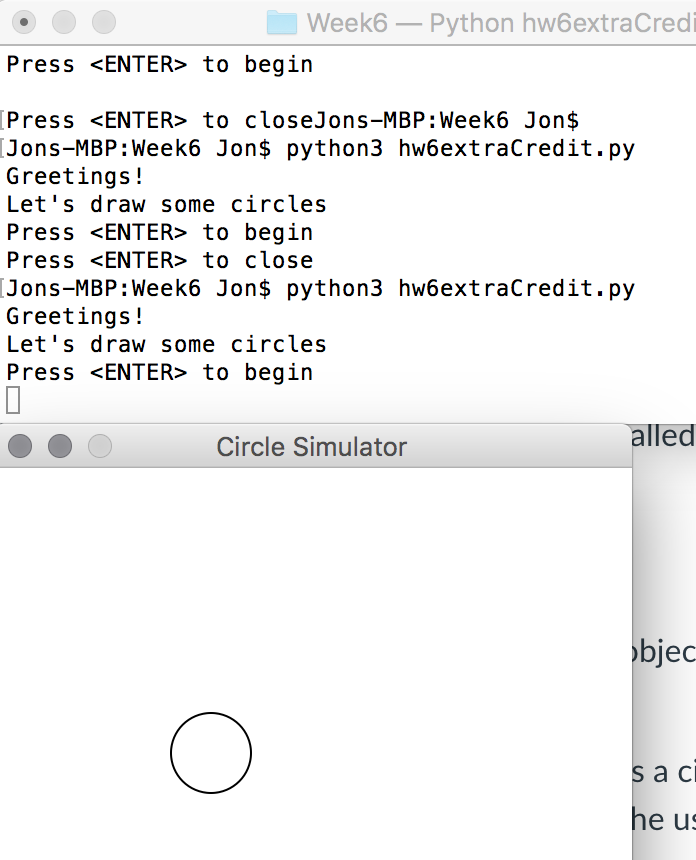 Week6 — Python hw6extraCredi
Press <ENTER> to begin
Press <ENTER> to closeJons-MBP:Week6 Jon$
Jons-MBP:Week6 Jon$ python3 hw6extraCredit.py
Greetings!
Let's draw some circles
Press <ENTER> to begin
Press <ENTER> to close
Jons-MBP:Week6 Jon$ python3 hw6extraCredit.py
Greetings!
Let's draw some circles
Press <ENTER> to begin
alled
Circle Simulator
objec
s a ci
he us